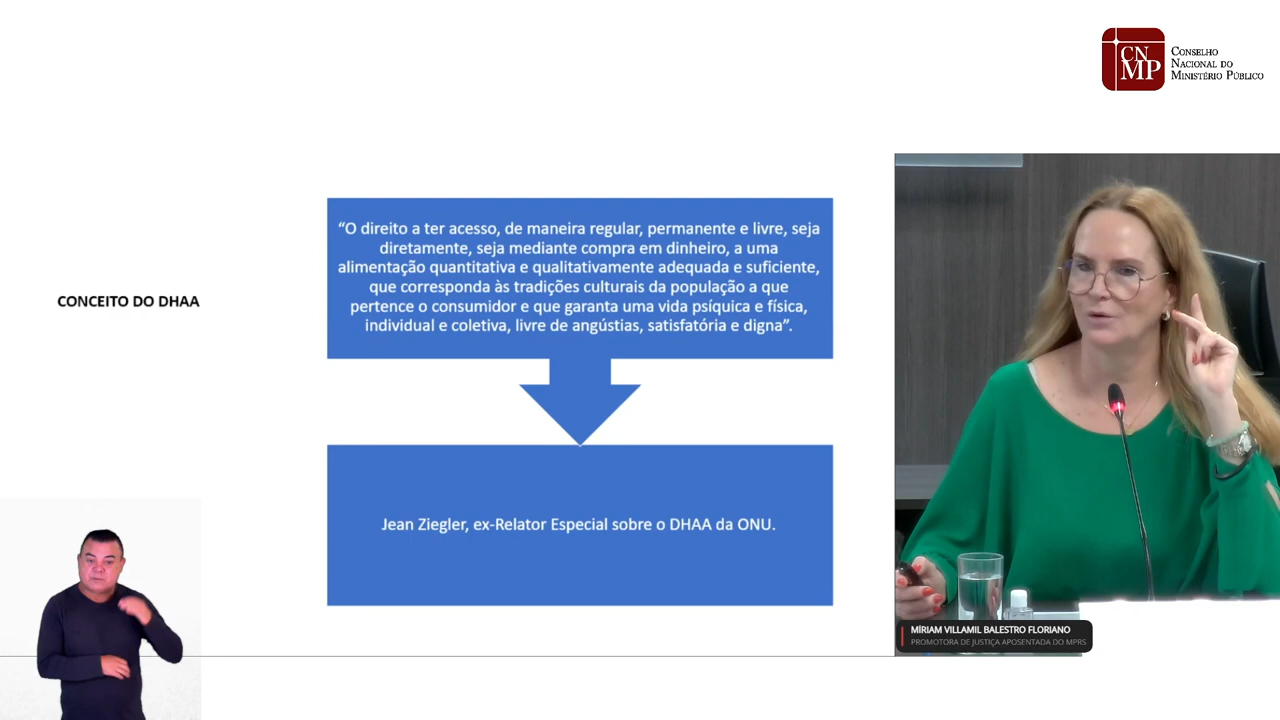 CNMP
CONSELHO
NACIONAL DO
MINISTÉRIO PÚBLICO
CONCEITO DO DHAA
“O direito a ter acesso, de maneira regular, permanente e livre, seja
diretamente, seja mediante compra em dinheiro, a uma
alimentação quantitativa e qualitativamente adequada e suficiente,
que corresponda às tradições culturais da população a que
pertence o consumidor e que garanta uma vida psíquica e física,
individual e coletiva, livre de angústias, satisfatória e digna”.
Jean Ziegler, ex-Relator Especial sobre o DHAA da ONU.
MÍRIAM VILLAMIL BALESTRO FLORIANO
PROMOTORA DE JUSTIÇA APOSENTADA DO MPRS